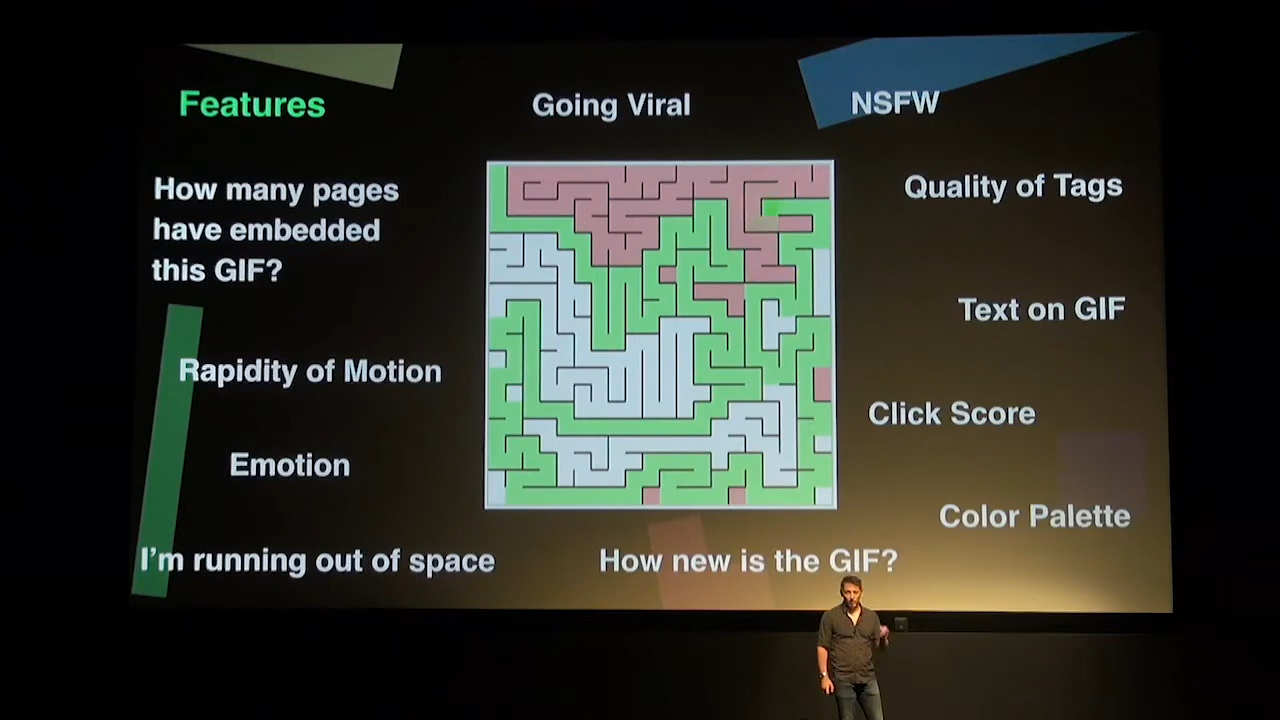 Features
Going Viral
NSFW
How many pages
have embedded
this GIF?
Quality of Tags
Text on GIF
Rapidity of Motion
Click Score
Emotion
Color Palette
I'm running out of space
How new is the GIF?